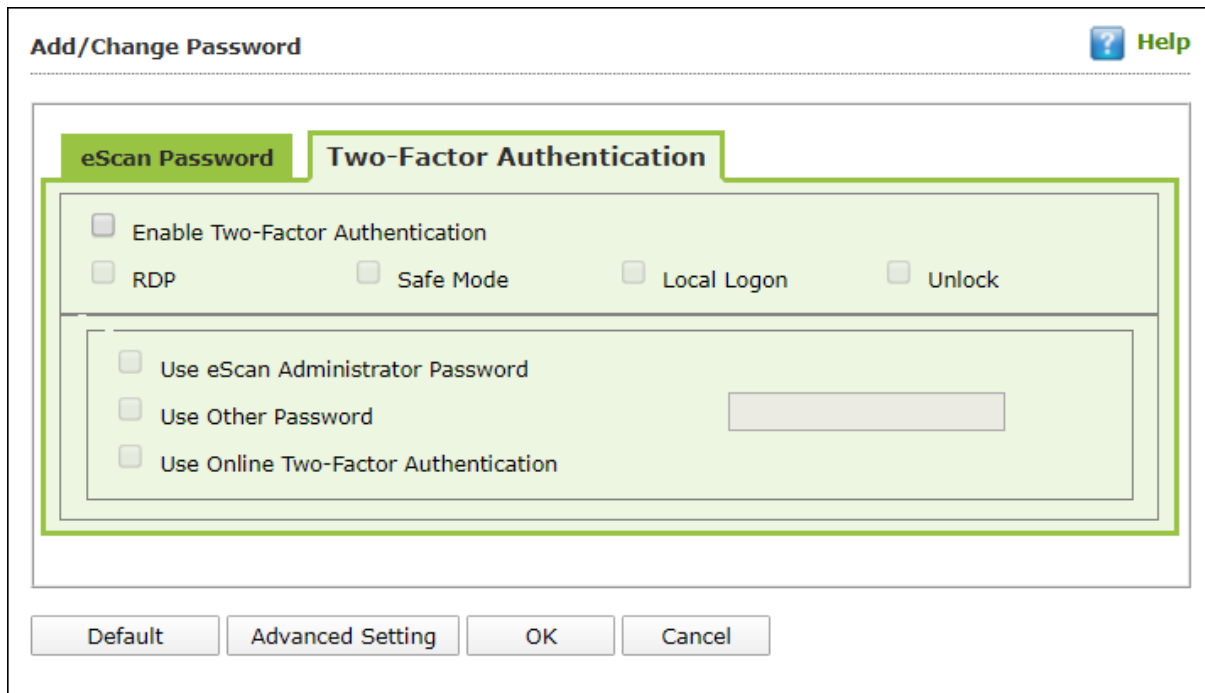 Add/Change Password
? Help
eScan Password Two-Factor Authentication
Enable Two-Factor Authentication
RDP Safe Mode Local Logon Unlock
Use eScan Administrator Password
Use Other Password
Use Online Two-Factor Authentication
Default Advanced Setting OK Cancel